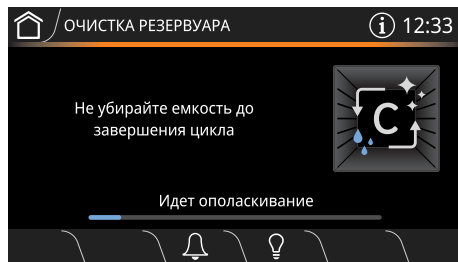 ОЧИСТКА РЕЗЕРВУАРА
i 12:33
Не убирайте емкость до
завершения цикла
C
Идет ополаскивание